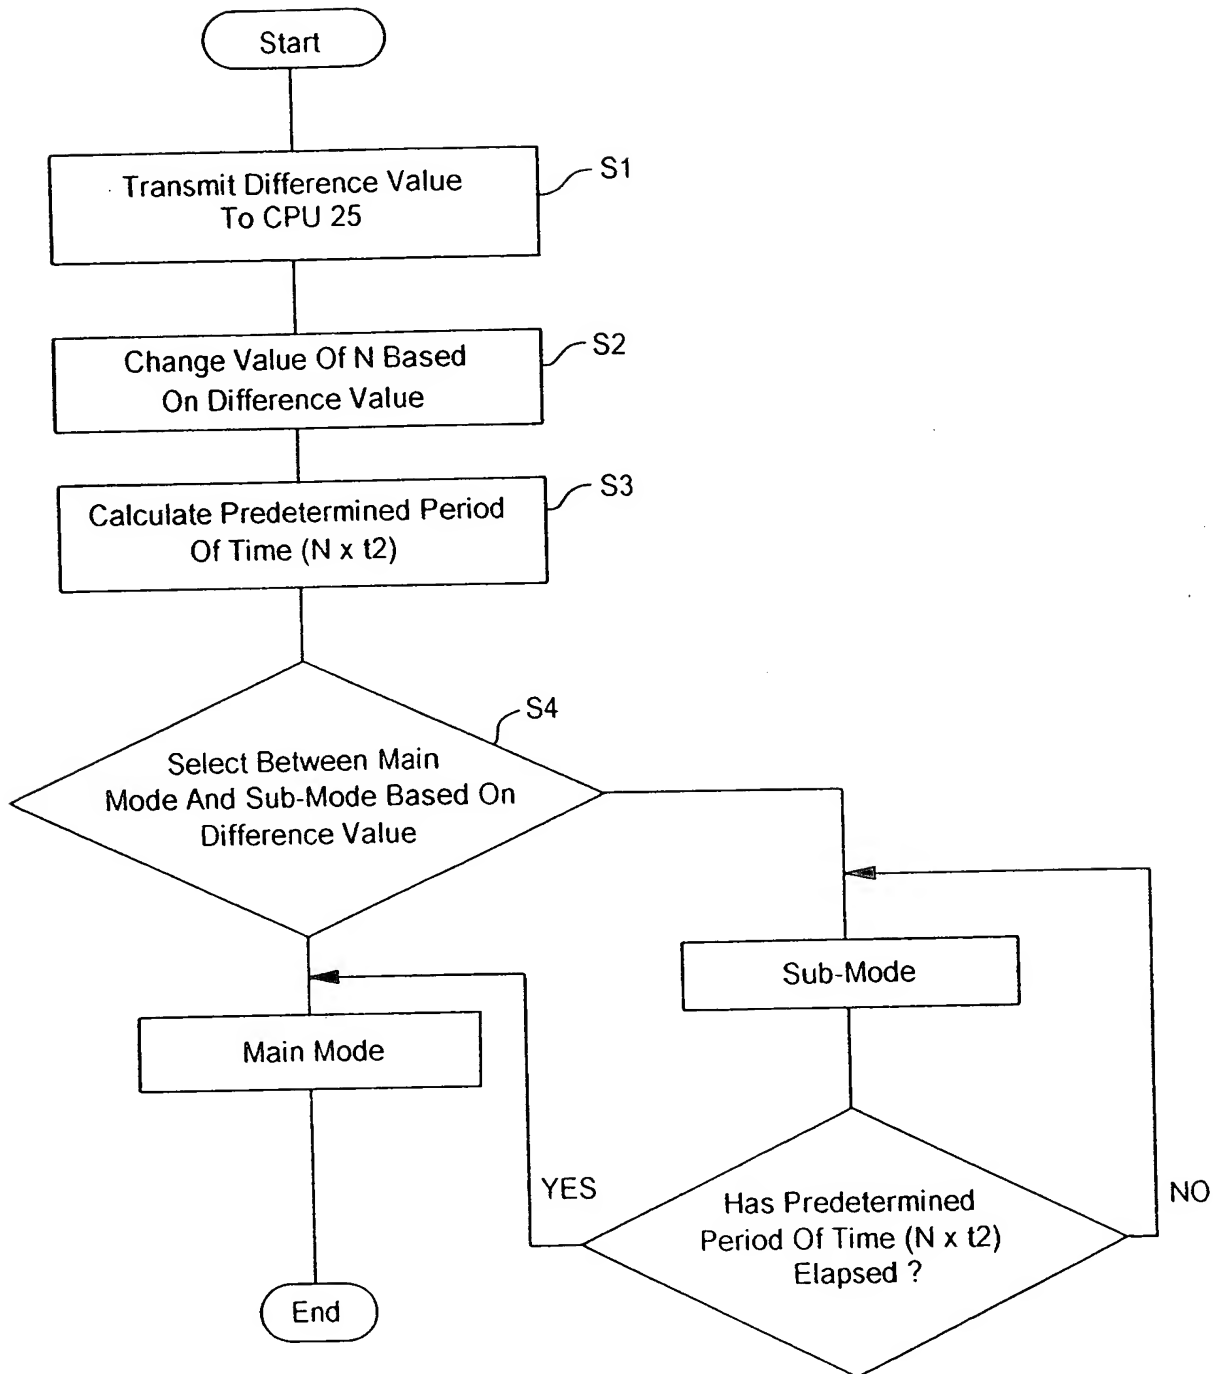 Start
Transmit Difference Value
To CPU 25
S1
Change Value Of N Based
On Difference Value
S2
Calculate Predetermined Period
Of Time (N x t2)
S3
Select Between Main
Mode And Sub-Mode Based On
Difference Value
S4
Sub-Mode
Main Mode
YES
Has Predetermined
Period Of Time (N x t2)
Elapsed ?
NO
End